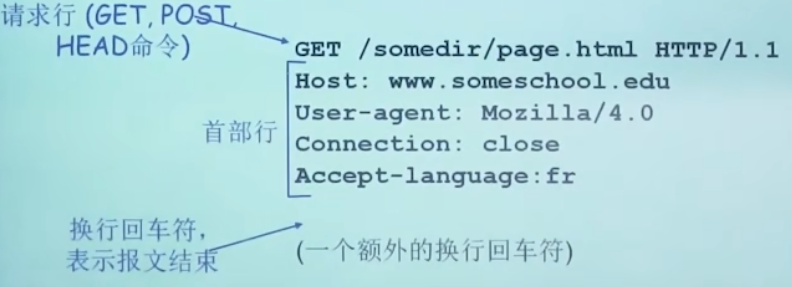 请求行 (GET, POST,
HEAD命令)
GET /somedir/page.html HTTP/1.1
Host: www.someschool.edu
User-agent: Mozilla/4.0
Connection: close
Accept-language:fr
首部行
换行回车符,
表示报文结束
(一个额外的换行回车符)